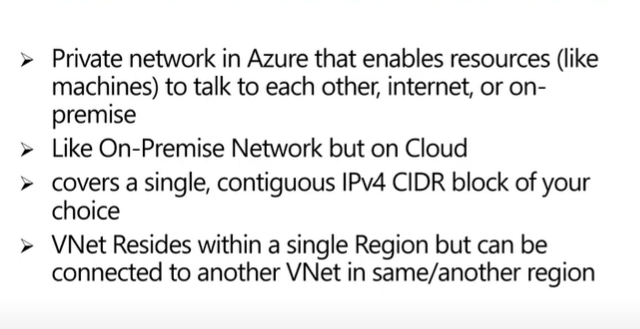 ➢ Private network in Azure that enables resources (like
machines) to talk to each other, internet, or on-
premise
➢ Like On-Premise Network but on Cloud
➢ covers a single, contiguous IPv4 CIDR block of your
choice
➢ VNet Resides within a single Region but can be
connected to another VNet in same/another region